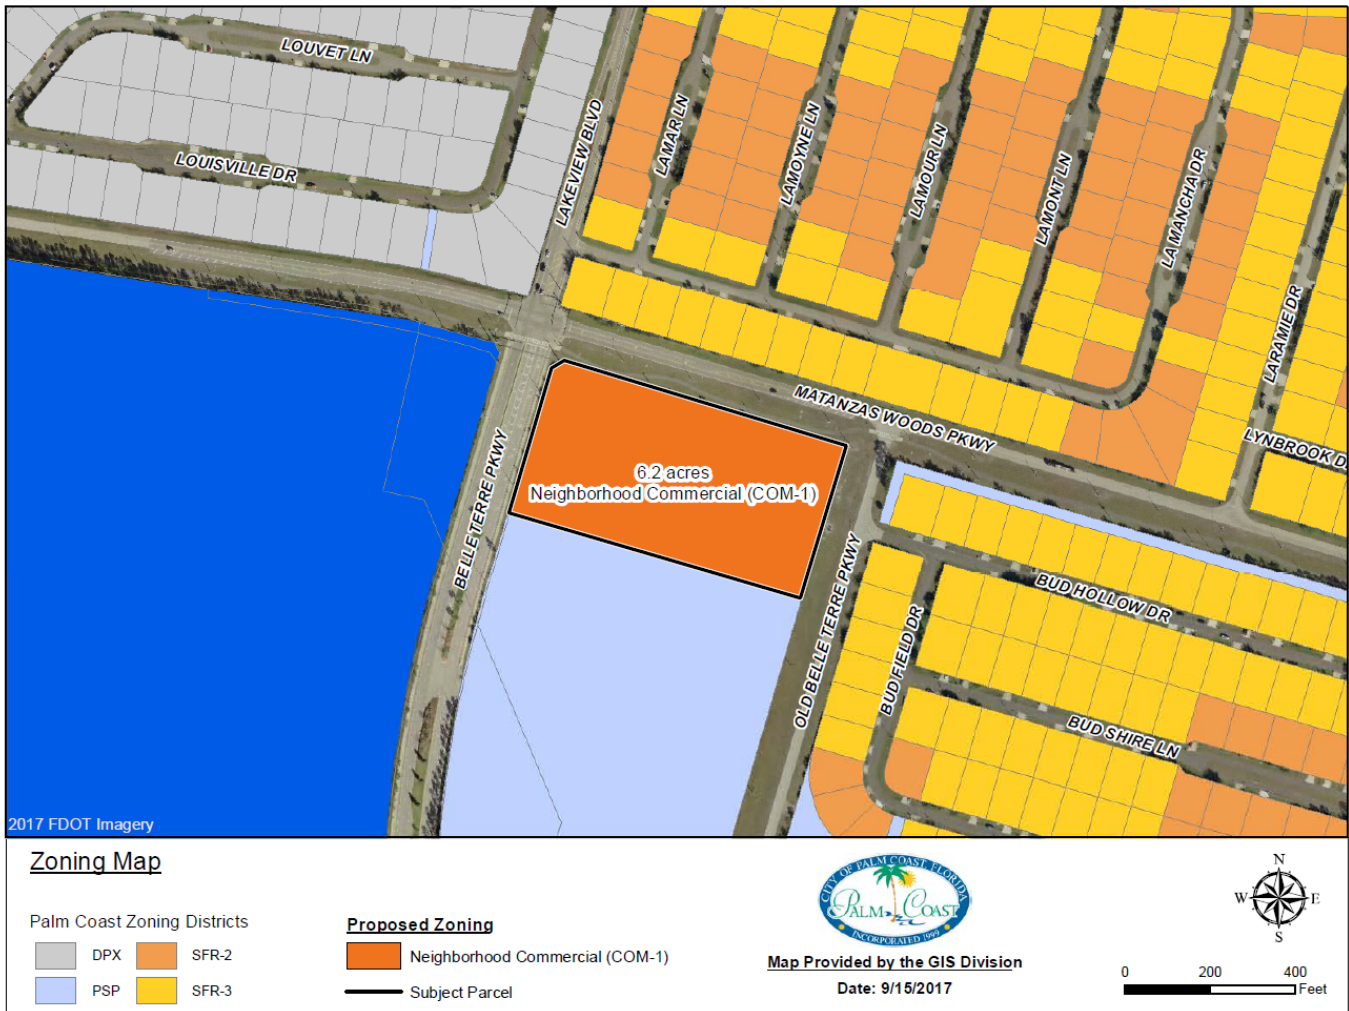 LOUVET LN
LOUISVILLE DR
LAKEVIEW BLVD
LAMAR LN
LAMOYNE LN
LAMOUR LN
LAMONT LN
LA MANCHA DR
LARAMIE DR
LYNBROOK D
MATANZAS WOODS PKWY
6.2 acres
Neighborhood Commercial (COM-1)
BELLE TERRE PKWY
OLD BELLE TERRE PKWY
BUD HOLLOW DR
BUD FIELD DR
BUD SHIRE LN
2017 FDOT Imagery
Zoning Map
Palm Coast Zoning Districts
DPX
SFR-2
PSP
SFR-3
Proposed Zoning
Neighborhood Commercial (COM-1)
Subject Parcel
CITY OF PALM COAST, FLORIDA
PALM COAST
INCORPORATED 1999
Map Provided by the GIS Division
Date: 9/15/2017
N
W E
S
0 200 400
Feet